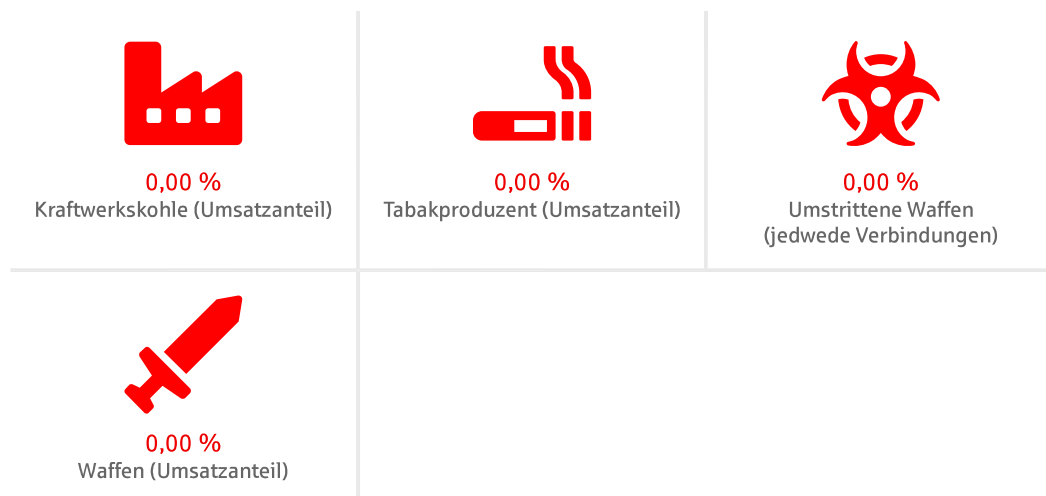 0,00 %
Kraftwerkskohle (Umsatzanteil)
0,00 %
Tabakproduzent (Umsatzanteil)
0,00 %
Umstrittene Waffen
(jedwede Verbindungen)
0,00 %
Waffen (Umsatzanteil)